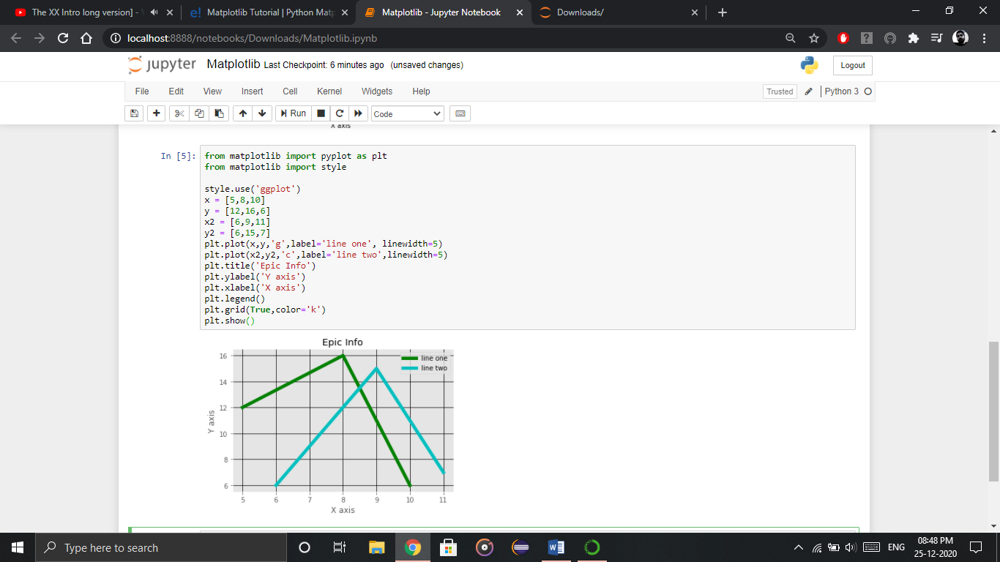 The XX Intro long version] - Y
Matplotlib Tutorial | Python Matp
Matplotlib - Jupyter Notebook
Downloads/
localhost:8888/notebooks/Downloads/Matplotlib.ipynb
jupyter Matplotlib Last Checkpoint: 6 minutes ago (unsaved changes)
Logout
File Edit View Insert Cell Kernel Widgets Help
Trusted
Python 3
Run
Code
X axis
In [5]:
from matplotlib import pyplot as plt
from matplotlib import style
style.use('ggplot')
x = [5,8,10]
y = [12,16,6]
x2 = [6,9,11]
y2 = [6,15,7]
plt.plot(x,y,'g',label='line one', linewidth=5)
plt.plot(x2,y2,'c',label='line two',linewidth=5)
plt.title('Epic Info')
plt.ylabel('Y axis')
plt.xlabel('X axis')
plt.legend()
plt.grid(True,color='k')
plt.show()
Epic Info
line one
line two
16
14
12
10
8
6
Y axis
5 6 7 8 9 10 11
X axis
Type here to search
ENG
08:48 PM
25-12-2020